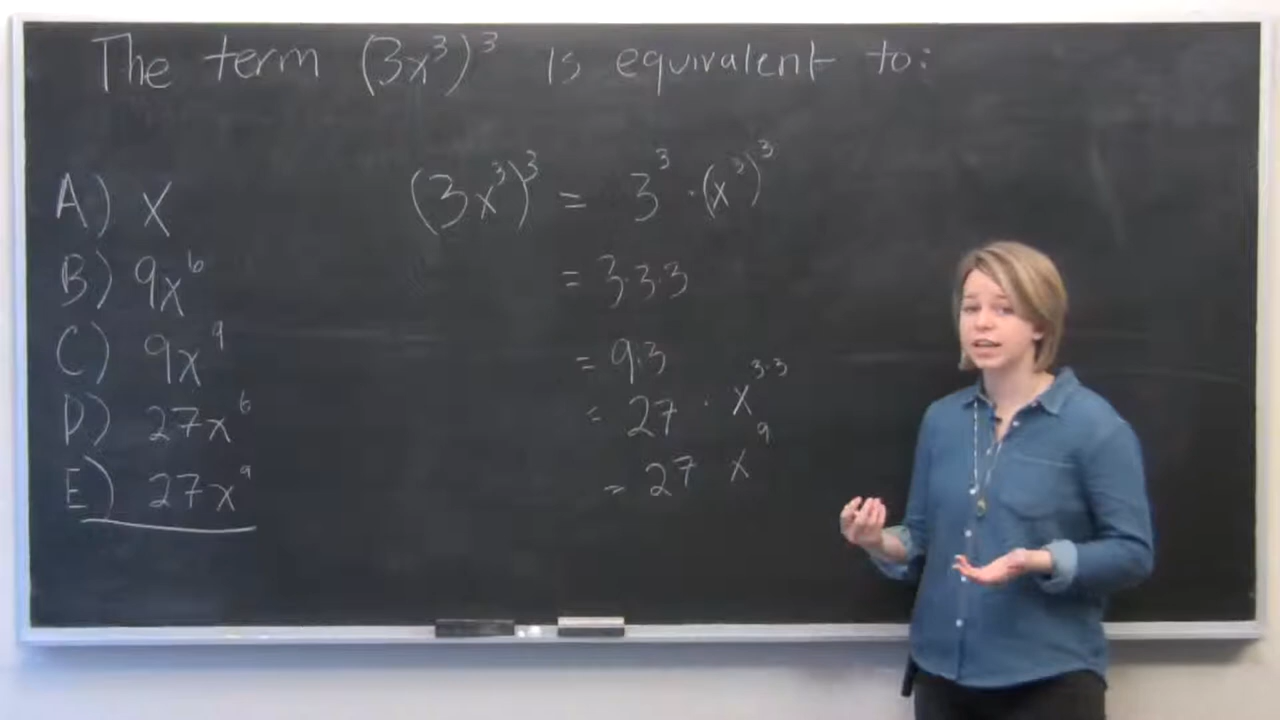 The term (3x³)³ is equivalent to:
(3x³)³ = 3³ · (x³)³
A) x
B) 9x⁶
C) 9x⁹
D) 27x⁶
E) 27x⁹
= 3·3·3
= 9·3
= 27 · x³·³
= 27 x⁹